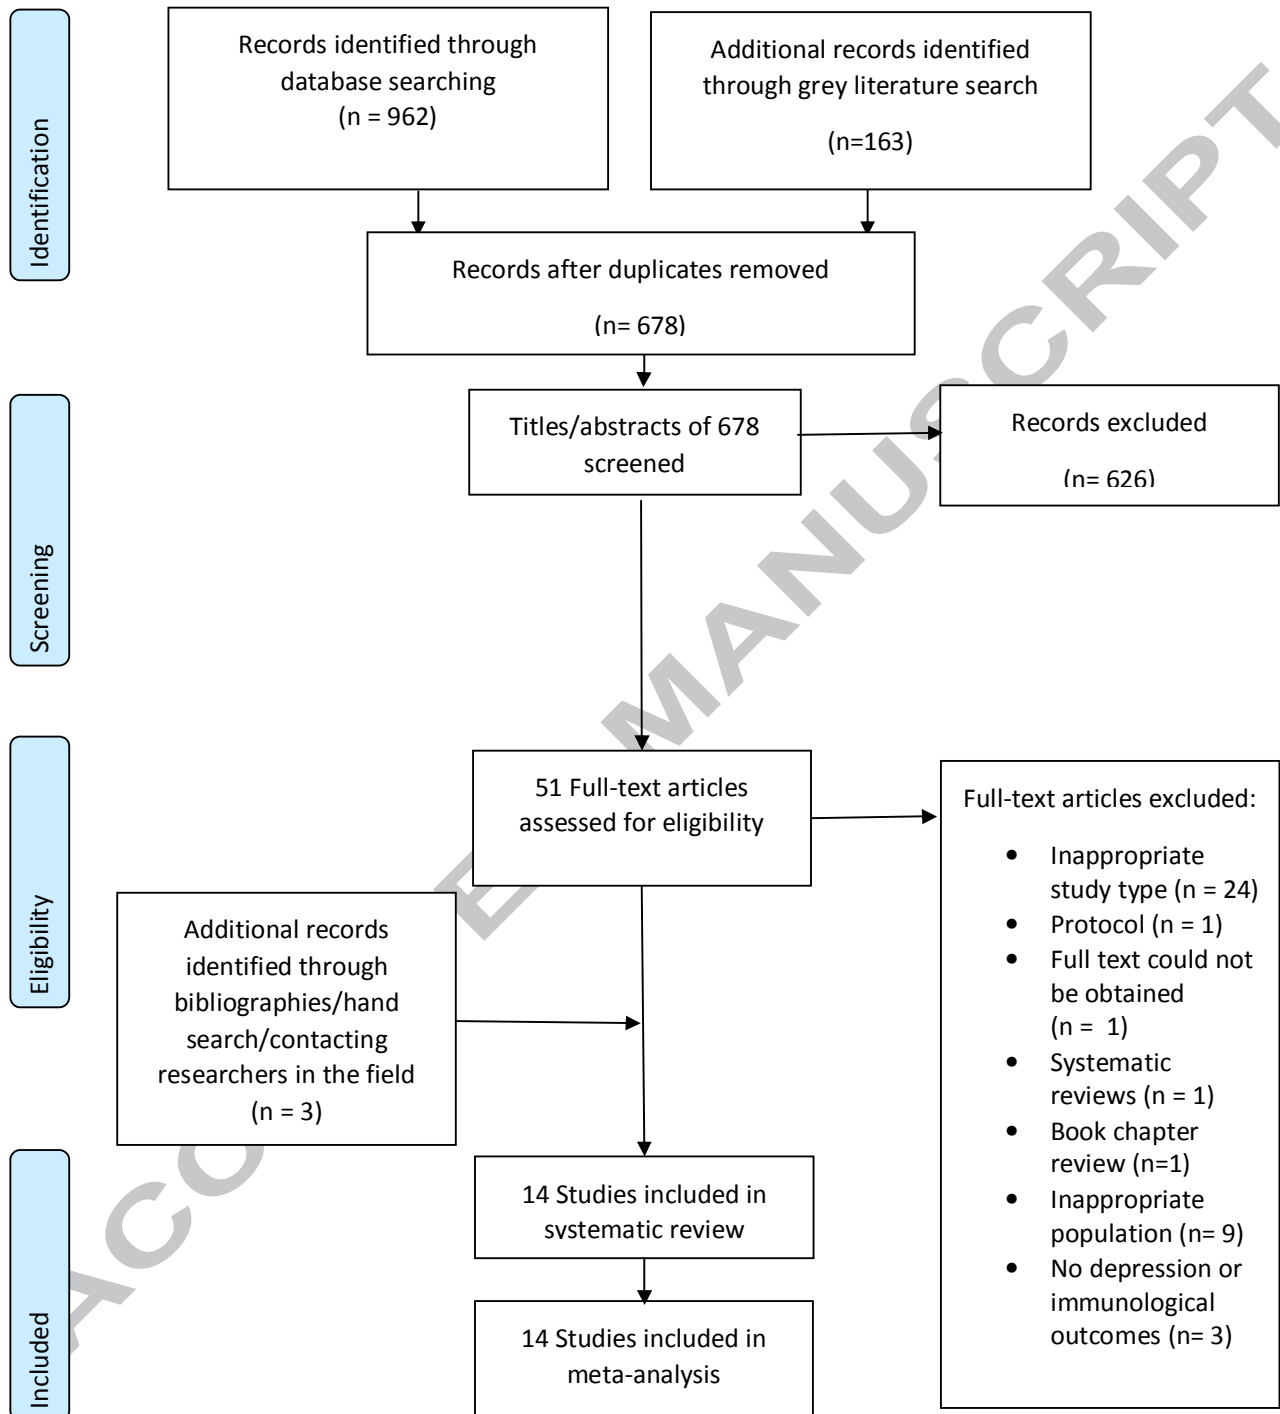 Identification
Records identified through
database searching
(n = 962)
Additional records identified
through grey literature search
(n=163)
Records after duplicates removed
(n= 678)
Screening
Titles/abstracts of 678
screened
Records excluded
(n= 626)
Eligibility
51 Full-text articles
assessed for eligibility
Full-text articles excluded:
• Inappropriate
study type (n = 24)
• Protocol (n = 1)
• Full text could not
be obtained
(n = 1)
• Systematic
reviews (n = 1)
• Book chapter
review (n=1)
• Inappropriate
population (n= 9)
• No depression or
immunological
outcomes (n= 3)
Additional records
identified through
bibliographies/hand
search/contacting
researchers in the field
(n = 3)
Included
14 Studies included in
systematic review
14 Studies included in
meta-analysis
MANUSCRIPT